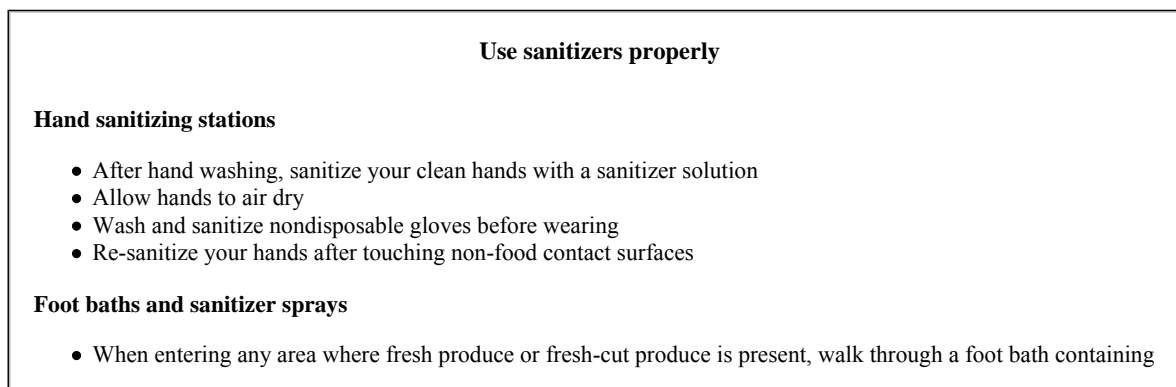 Use sanitizers properly
Hand sanitizing stations
• After hand washing, sanitize your clean hands with a sanitizer solution
• Allow hands to air dry
• Wash and sanitize nondisposable gloves before wearing
• Re-sanitize your hands after touching non-food contact surfaces
Foot baths and sanitizer sprays
• When entering any area where fresh produce or fresh-cut produce is present, walk through a foot bath containing